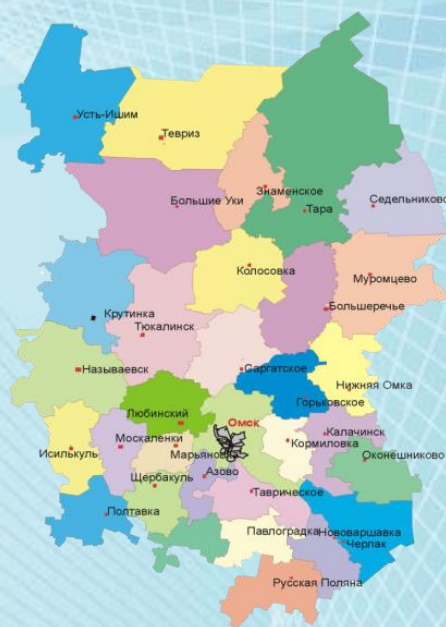 Усть-Ишим
Тевриз
Большие Уки
Знаменское
Тара
Седельниково
Колосовка
Муромцево
Большеречье
Крутинка
Тюкалинск
Называевск
Саргатское
Нижняя Омка
Горьковское
Любинский
Омск
Исилькуль
Москаленки
Марьяновка
Кормиловка
Калачинск
Оконешниково
Щербакуль
Азово
Таврическое
Полтавка
Павлоградка
Нововаршавка
Черлак
Русская Поляна